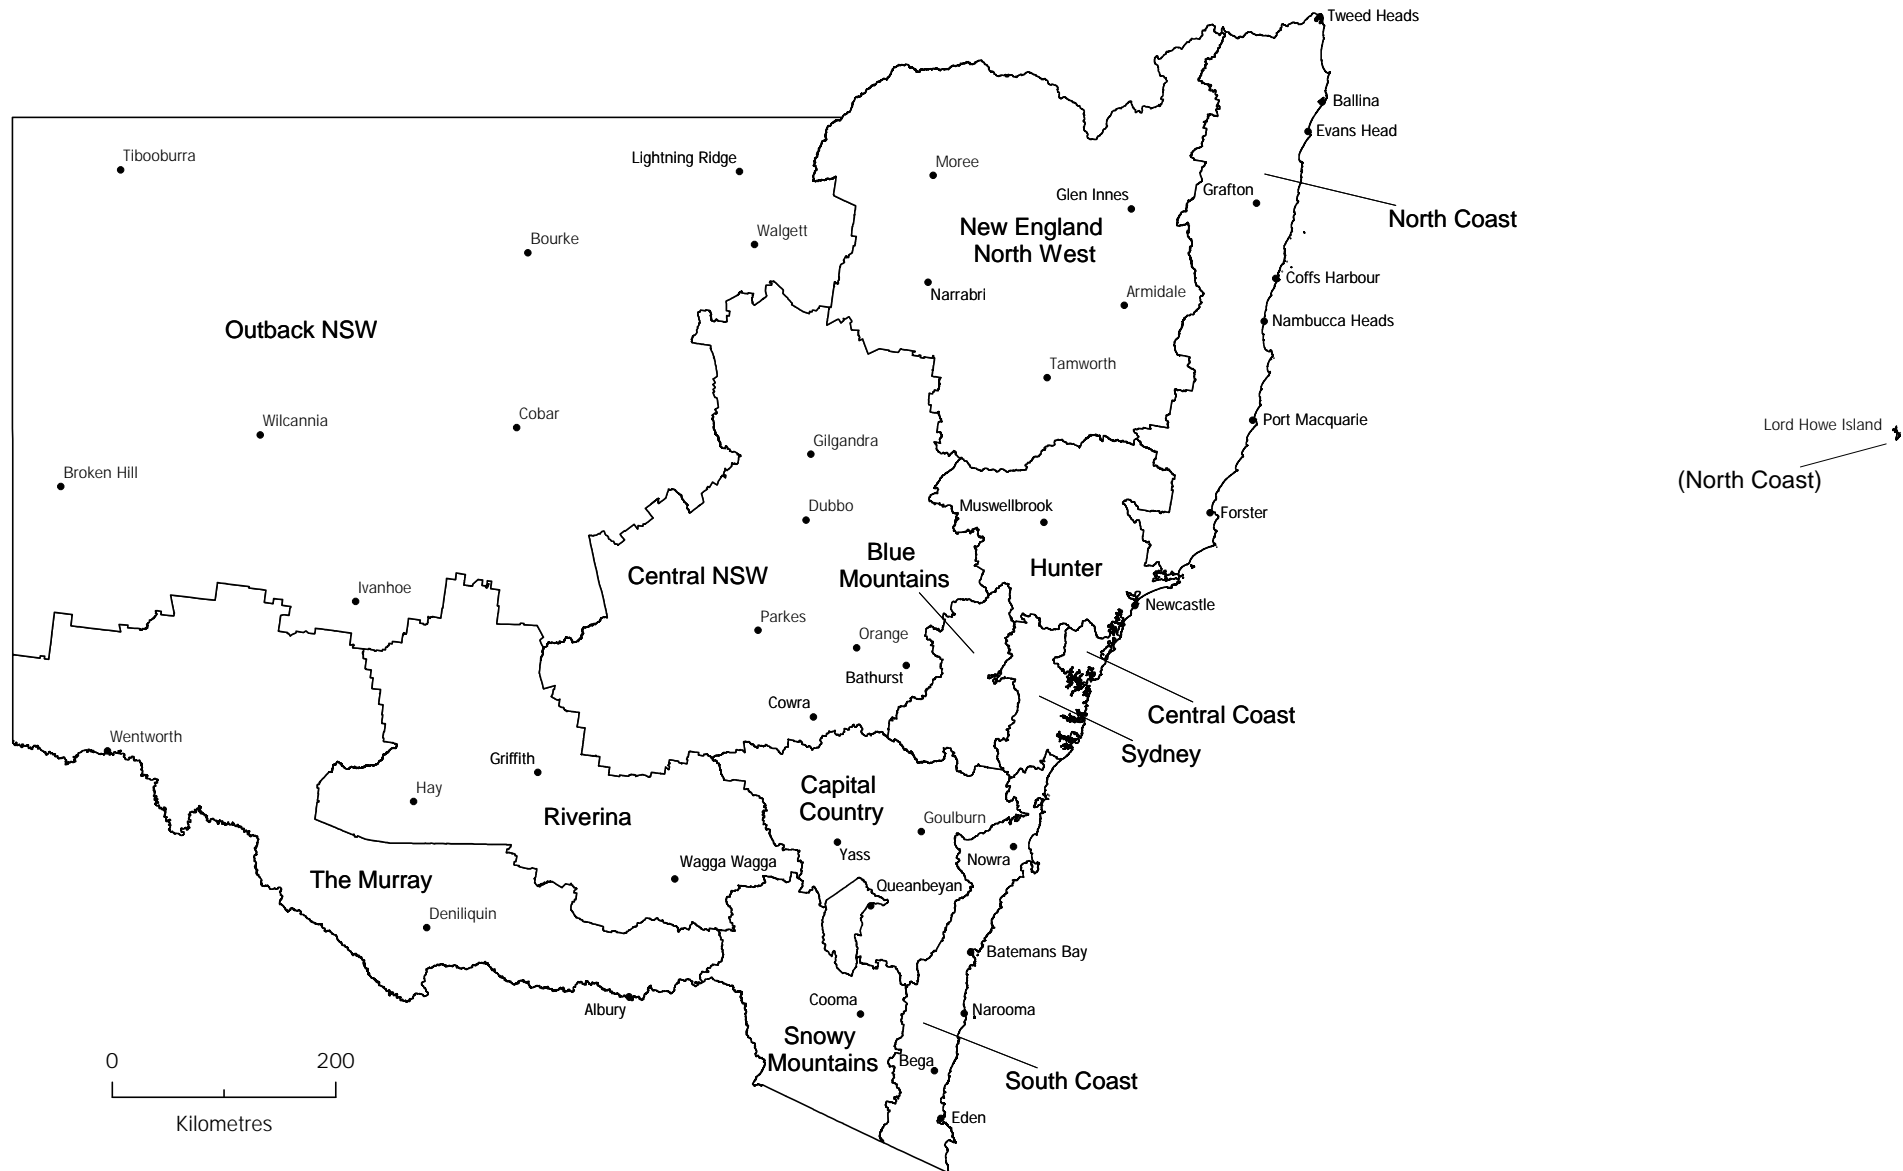 Tweed Heads
Ballina
Evans Head
Tibooburra
Lightning Ridge
Moree
Glen Innes
Grafton
North Coast
New England
North West
Walgett
Bourke
Coffs Harbour
Narrabri
Armidale
Nambucca Heads
Outback NSW
Tamworth
Wilcannia
Cobar
Port Macquarie
Lord Howe Island
(North Coast)
Gilgandra
Broken Hill
Muswellbrook
Dubbo
Forster
Blue
Mountains
Hunter
Central NSW
Ivanhoe
Newcastle
Parkes
Orange
Bathurst
Cowra
Central Coast
Wentworth
Sydney
Griffith
Hay
Capital
Country
Riverina
Goulburn
Yass
Nowra
Wagga Wagga
The Murray
Queanbeyan
Deniliquin
Batemans Bay
Cooma
Albury
Narooma
Snowy
Mountains
Bega
South Coast
Eden
0 200
Kilometres